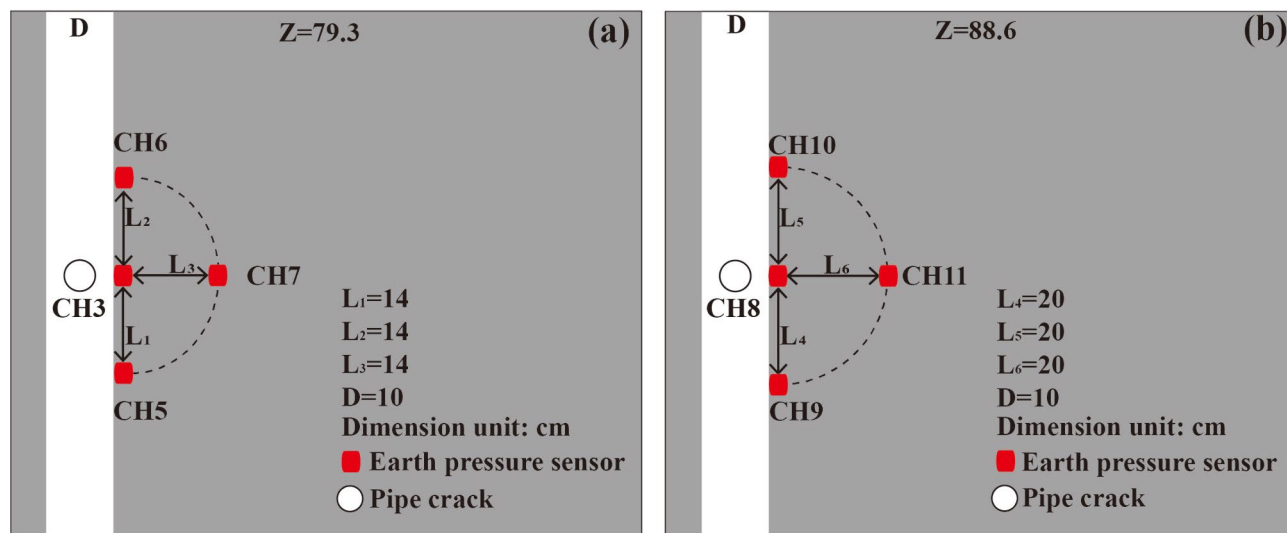 D
Z=79.3
(a)
CH6
L₂
L₃
CH7
CH3
L₁
CH5
L₁=14
L₂=14
L₃=14
D=10
Dimension unit: cm
Earth pressure sensor
Pipe crack
D
Z=88.6
(b)
CH10
L₅
L₆
CH11
CH8
L₄
CH9
L₄=20
L₅=20
L₆=20
D=10
Dimension unit: cm
Earth pressure sensor
Pipe crack